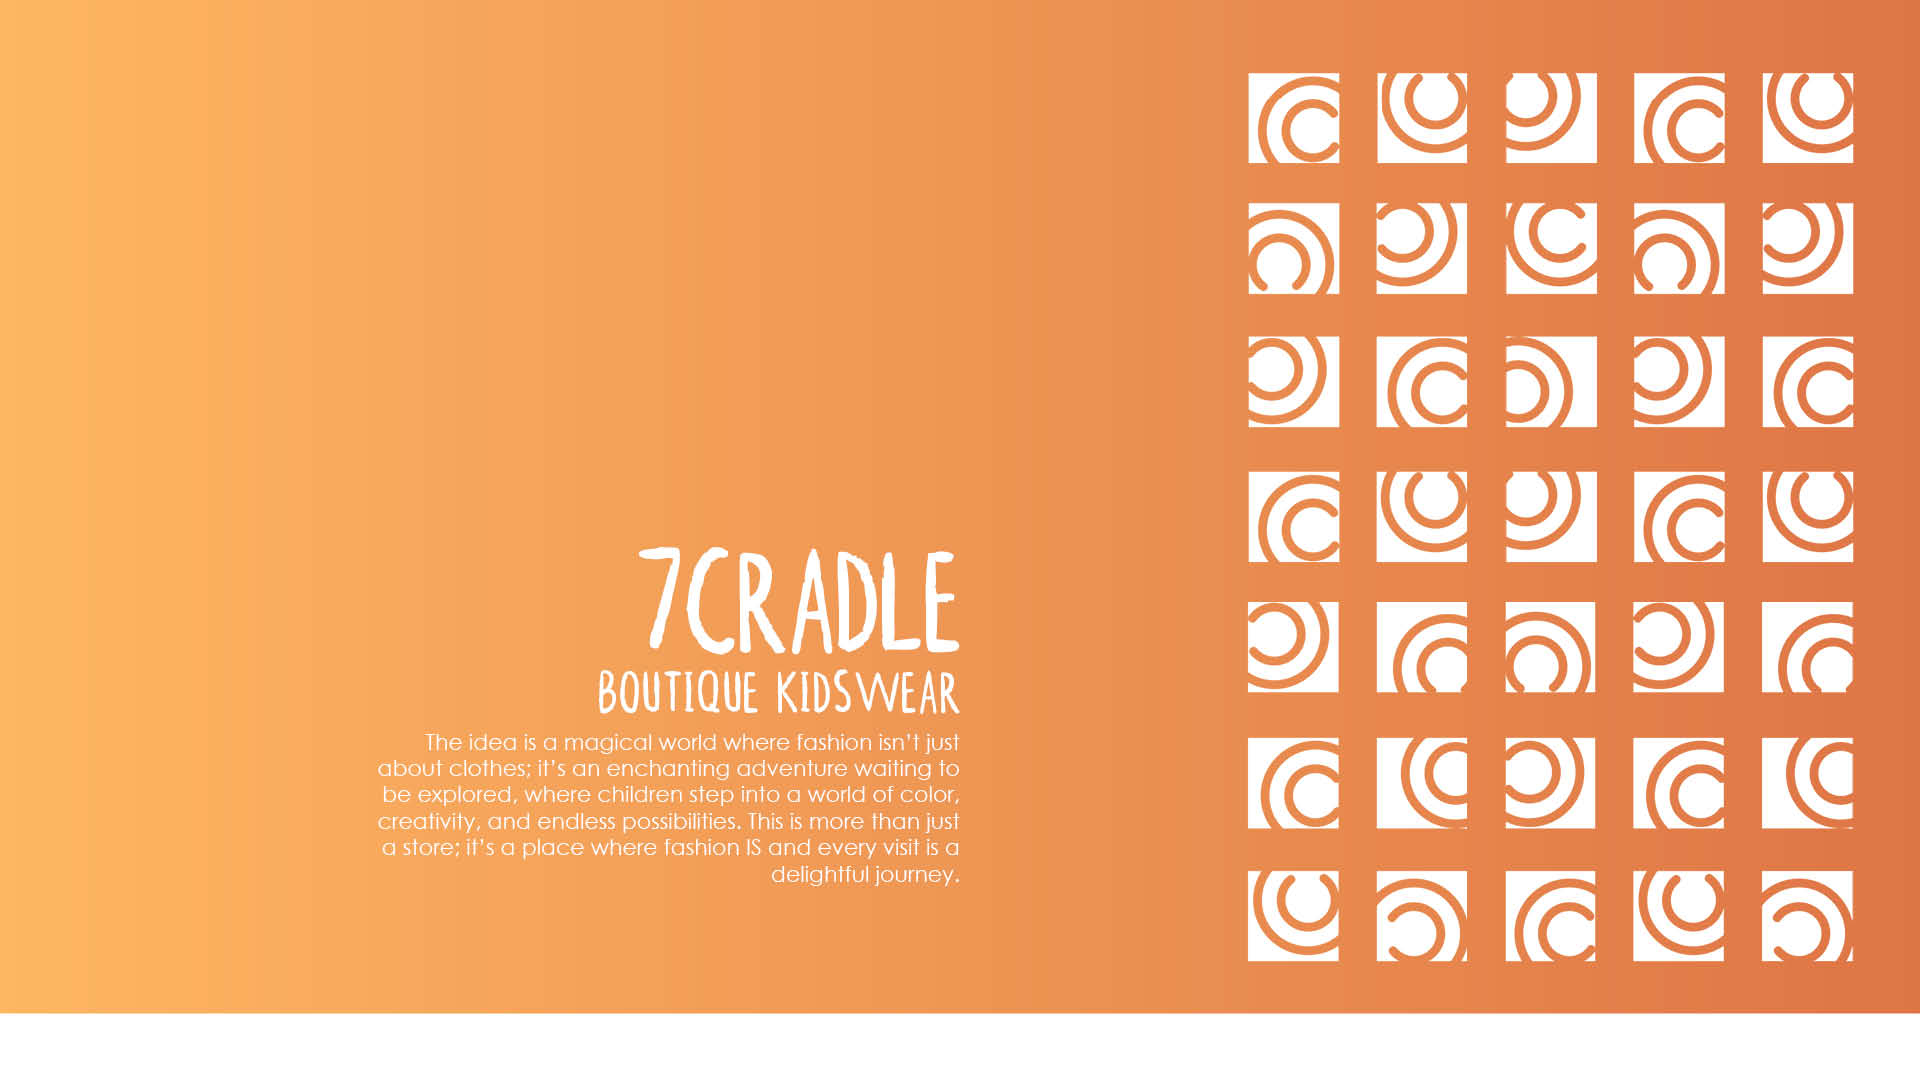 7CRADLE
BOUTIQUE KIDSWEAR
The idea is a magical world where fashion isn't just
about clothes; it's an enchanting adventure waiting to
be explored, where children step into a world of color,
creativity, and endless possibilities. This is more than just
a store; it's a place where fashion IS and every visit is a
delightful journey.